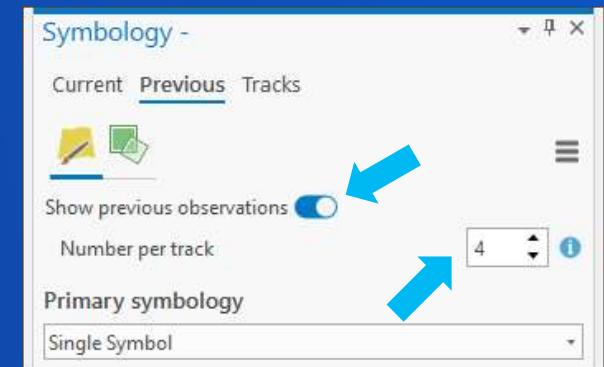 Symbology -
Current Previous Tracks
Show previous observations
Number per track 4
Primary symbology
Single Symbol